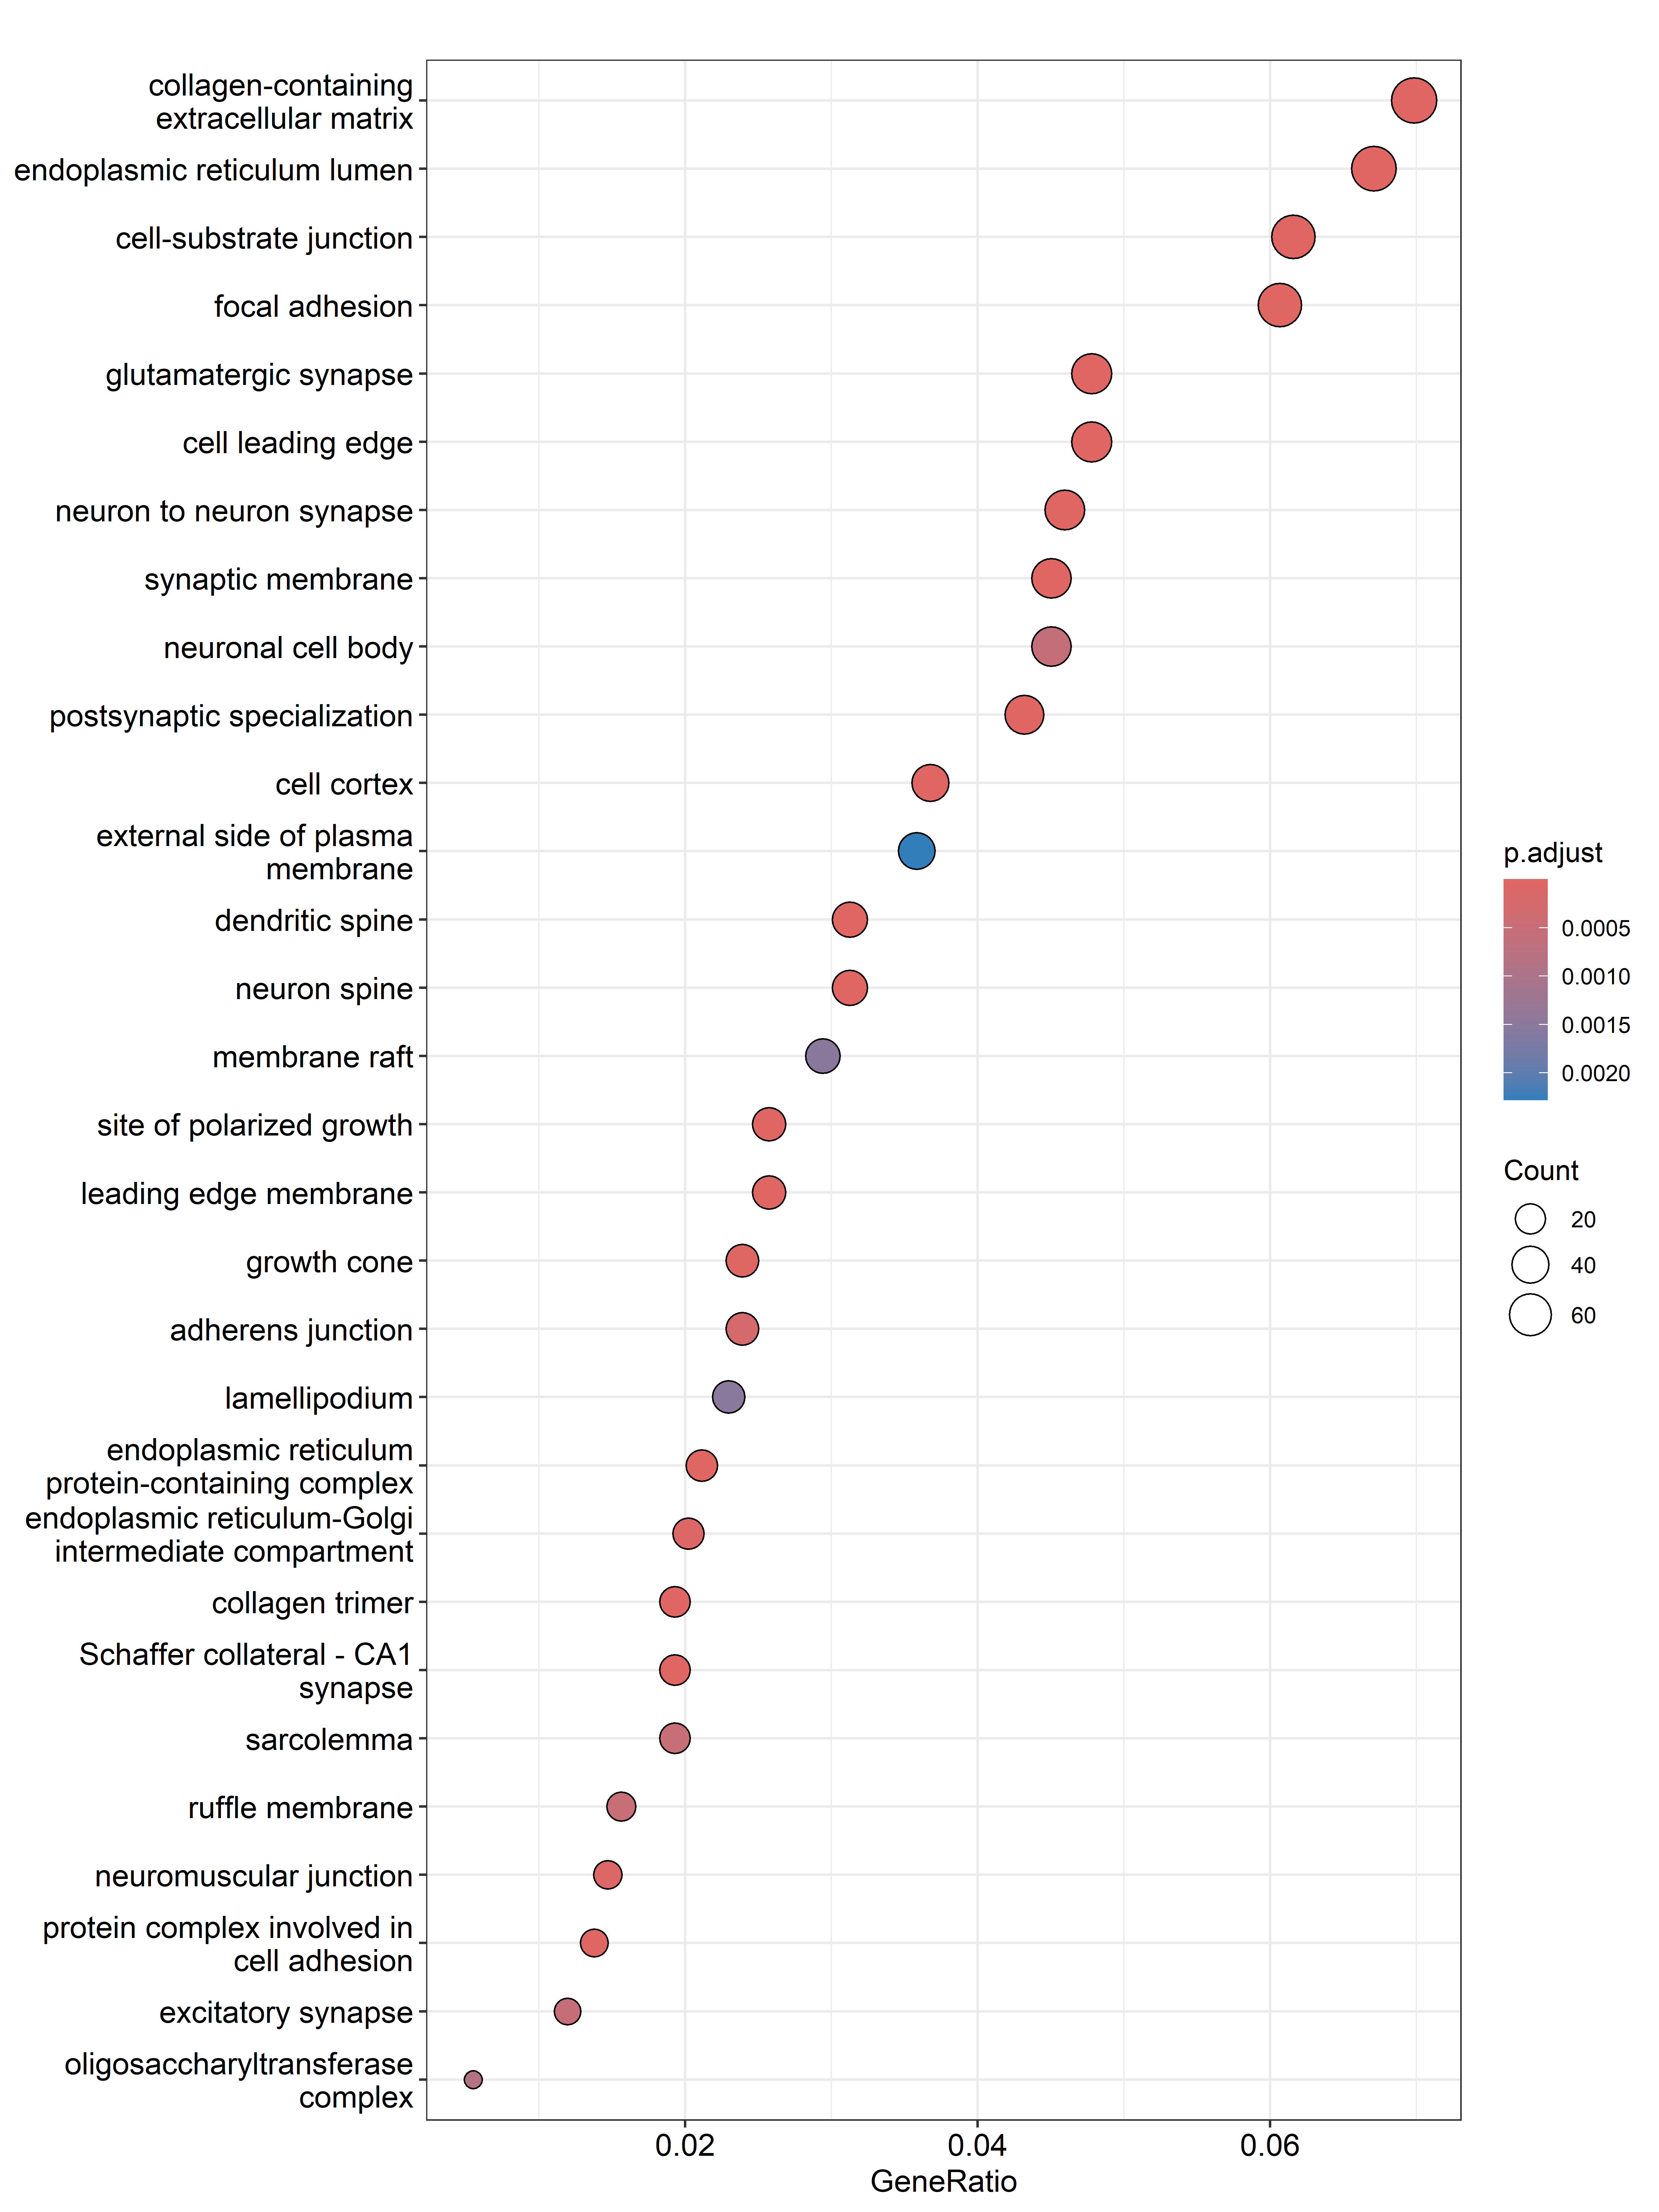 collagen-containing
extracellular matrix
endoplasmic reticulum lumen
cell-substrate junction
focal adhesion
glutamatergic synapse
cell leading edge
neuron to neuron synapse
synaptic membrane
neuronal cell body
postsynaptic specialization
cell cortex
external side of plasma
membrane
dendritic spine
neuron spine
membrane raft
site of polarized growth
leading edge membrane
growth cone
adherens junction
lamellipodium
endoplasmic reticulum
protein-containing complex
endoplasmic reticulum-Golgi
intermediate compartment
collagen trimer
Schaffer collateral - CA1
synapse
sarcolemma
ruffle membrane
neuromuscular junction
protein complex involved in
cell adhesion
excitatory synapse
oligosaccharyltransferase
complex
0.02 0.04 0.06
GeneRatio
p.adjust
0.0005
0.0010
0.0015
0.0020
Count
20
40
60